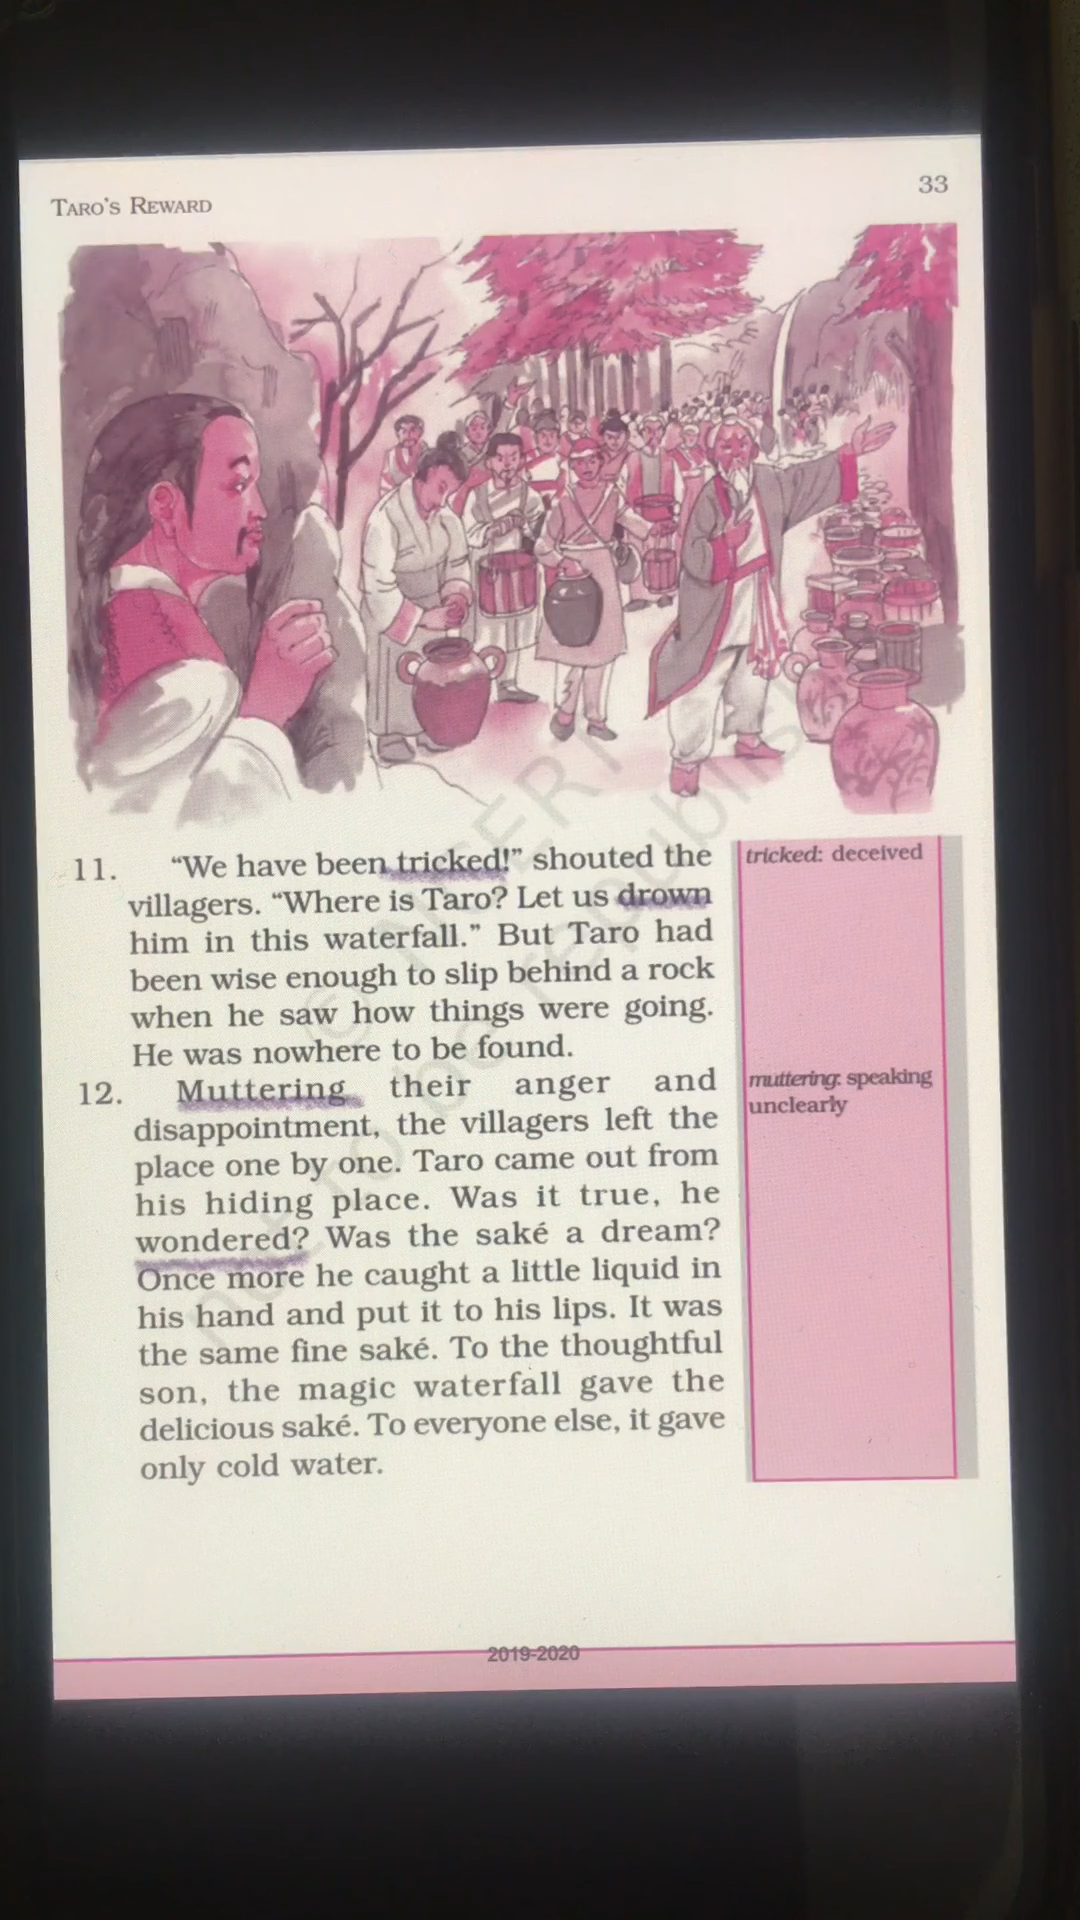 TARO'S REWARD
33
11. "We have been tricked!" shouted the
villagers. "Where is Taro? Let us drown
him in this waterfall." But Taro had
been wise enough to slip behind a rock
when he saw how things were going.
He was nowhere to be found.
12. Muttering their anger and
disappointment, the villagers left the
place one by one. Taro came out from
his hiding place. Was it true, he
wondered? Was the saké a dream?
Once more he caught a little liquid in
his hand and put it to his lips. It was
the same fine saké. To the thoughtful
son, the magic waterfall gave the
delicious saké. To everyone else, it gave
only cold water.
tricked: deceived
muttering: speaking
unclearly
© NCERT
not to be republis
2019-2020